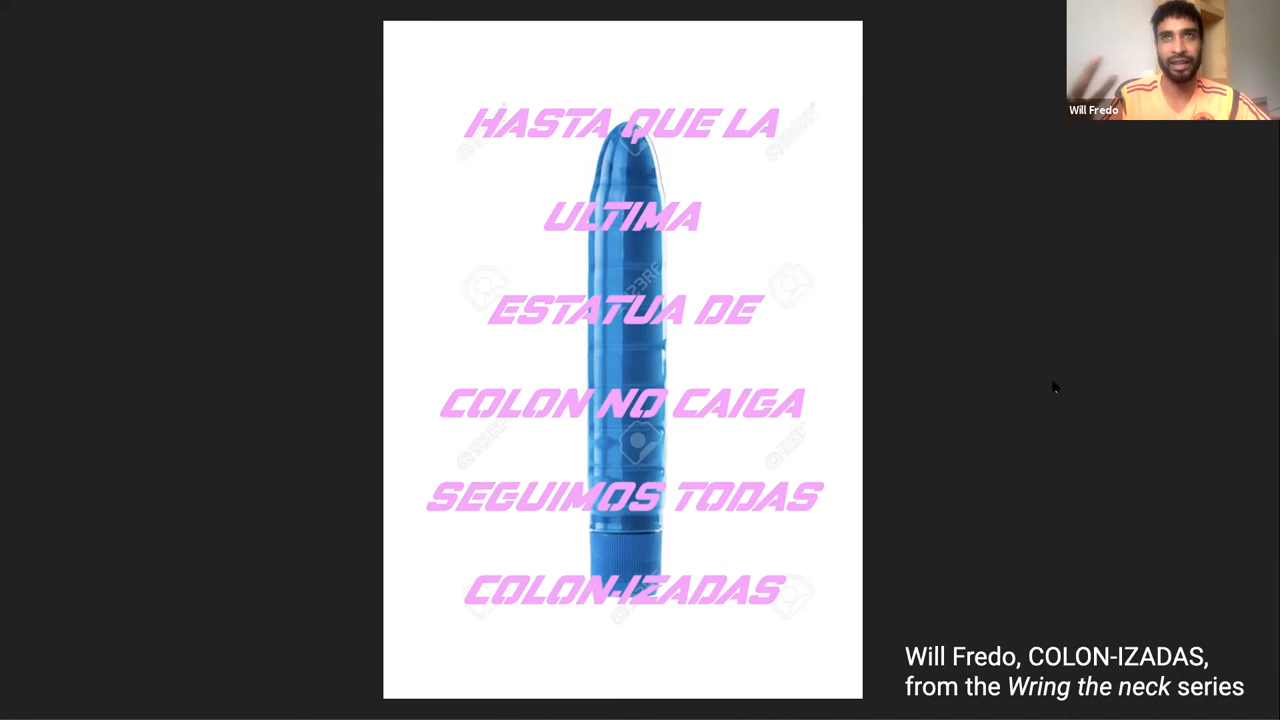 HASTA QUE LA
ULTIMA
ESTATUA DE
COLON NO CAIGA
SEGUIMOS TODAS
COLON-IZADAS
123RF
Will Fredo
Will Fredo, COLON-IZADAS,
from the Wring the neck series